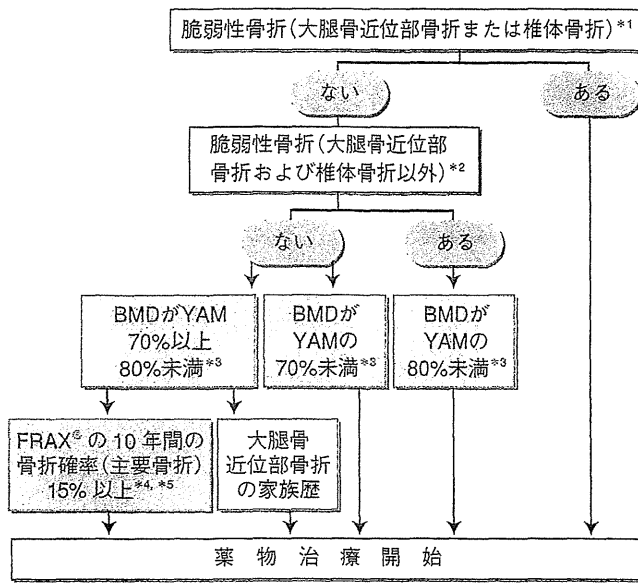 脆弱性骨折(大腿骨近位部骨折または椎体骨折)*1
ない
ある
脆弱性骨折(大腿骨近位部
骨折および椎体骨折以外)*2
ない
ある
BMDがYAM
70%以上
80%未満*3
BMDが
YAMの
70%未満*3
BMDが
YAMの
80%未満*3
FRAX®の10年間の
骨折確率(主要骨折)
15%以上*4, *5
大腿骨
近位部骨折
の家族歴
薬物治療開始